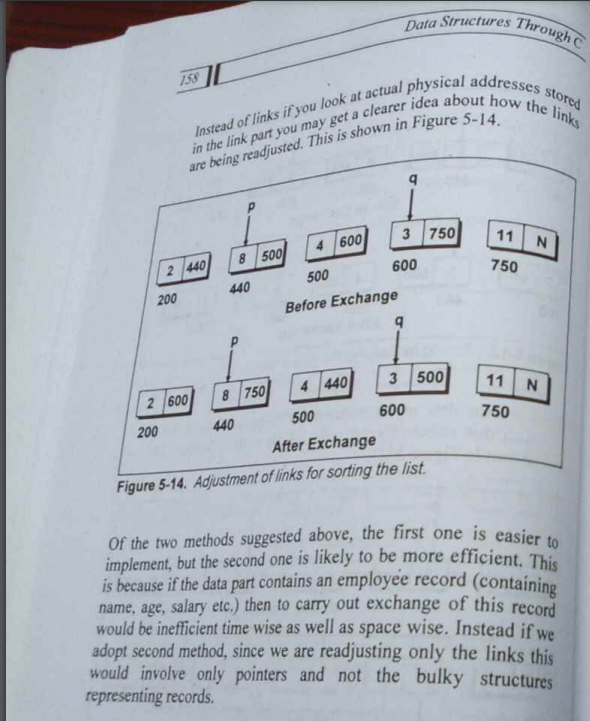 Data Structures Through C
158
Instead of links if you look at actual physical addresses stored
in the link part you may get a clearer idea about how the links
are being readjusted. This is shown in Figure 5-14.
p q
2 440 8 500 4 600 3 750 11 N
200 440 500 600 750
Before Exchange
p q
2 600 8 750 4 440 3 500 11 N
200 440 500 600 750
After Exchange
Figure 5-14. Adjustment of links for sorting the list.
Of the two methods suggested above, the first one is easier to
implement, but the second one is likely to be more efficient. This
is because if the data part contains an employee record (containing
name, age, salary etc.) then to carry out exchange of this record
would be inefficient time wise as well as space wise. Instead if we
adopt second method, since we are readjusting only the links this
would involve only pointers and not the bulky structures
representing records.